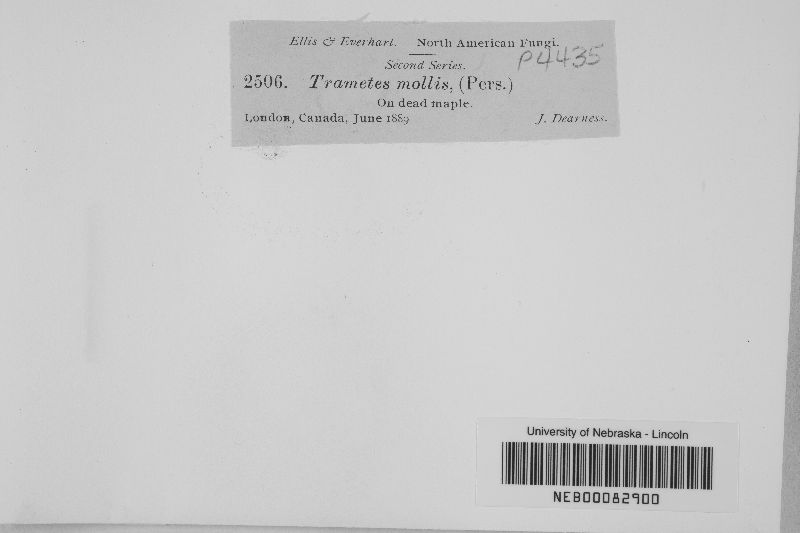 Ellis & Everhart. North American Fungi.
Second Series.
P4435
2506. Trametes mollis, (Pers.)
On dead maple.
London, Canada, June 1889
J. Dearness.
University of Nebraska - Lincoln
NEB00082900